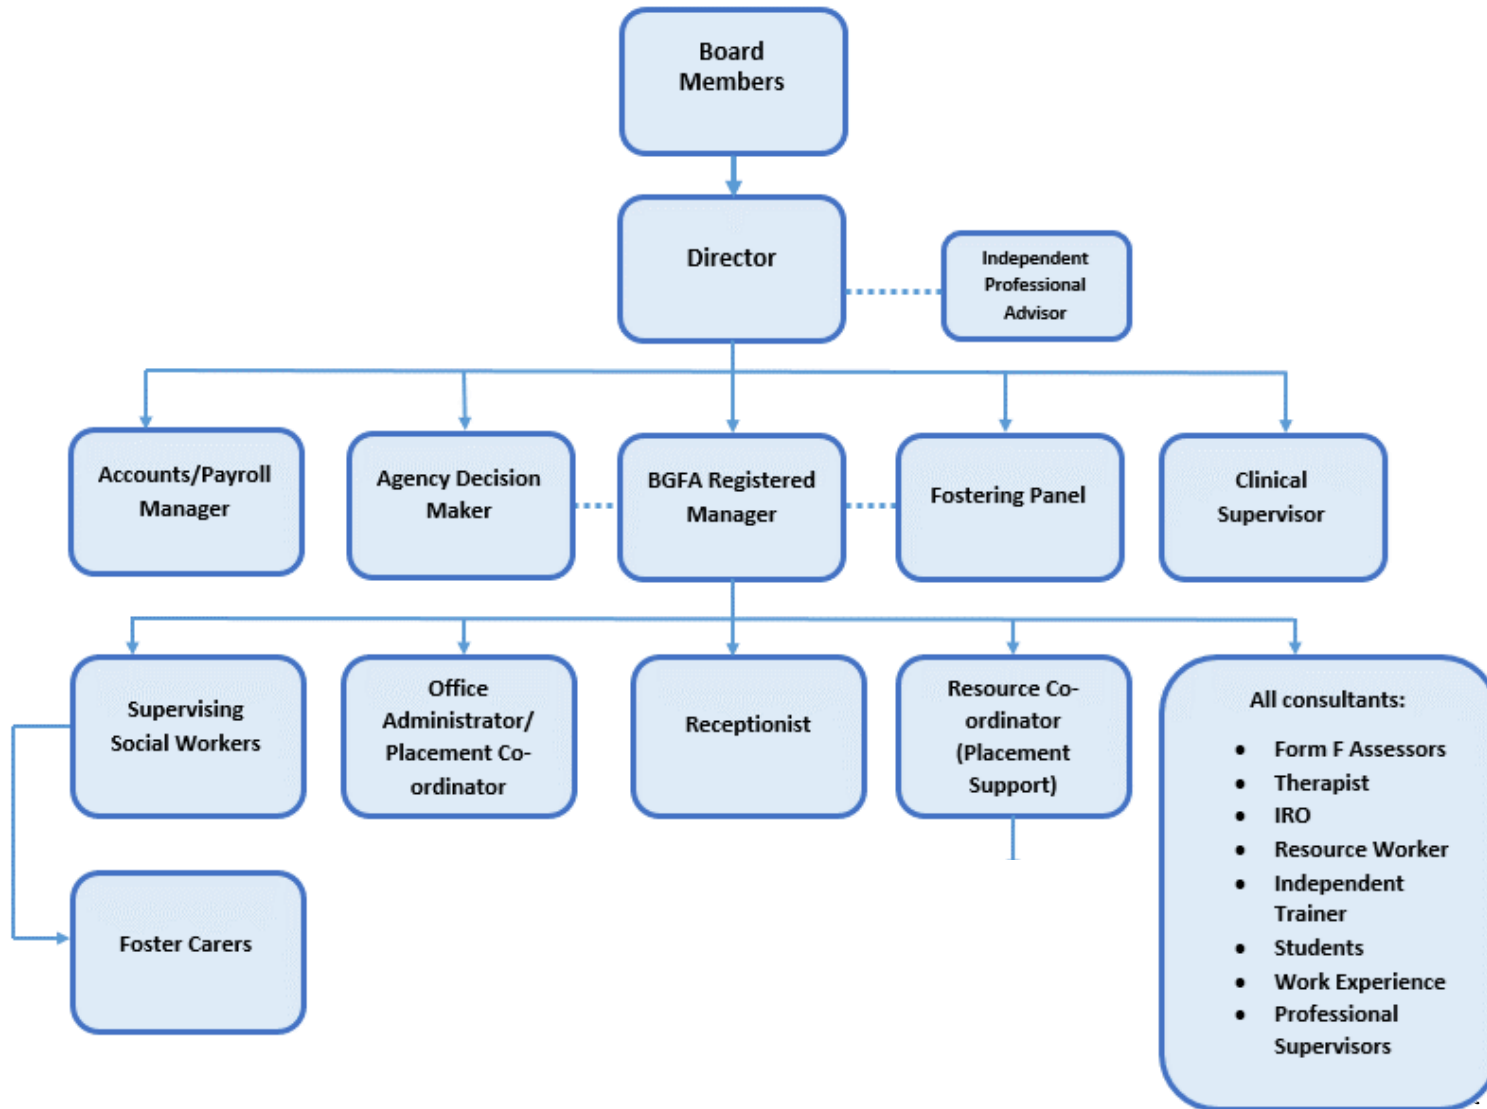 Board
Members
Director
Independent
Professional
Advisor
Accounts/Payroll
Manager
Agency Decision
Maker
BGFA Registered
Manager
Fostering Panel
Clinical
Supervisor
Supervising
Social Workers
Office
Administrator/
Placement Co-
ordinator
Receptionist
Resource Co-
ordinator
(Placement
Support)
All consultants:
• Form F Assessors
• Therapist
• IRO
• Resource Worker
• Independent
Trainer
• Students
• Work Experience
• Professional
Supervisors
Foster Carers